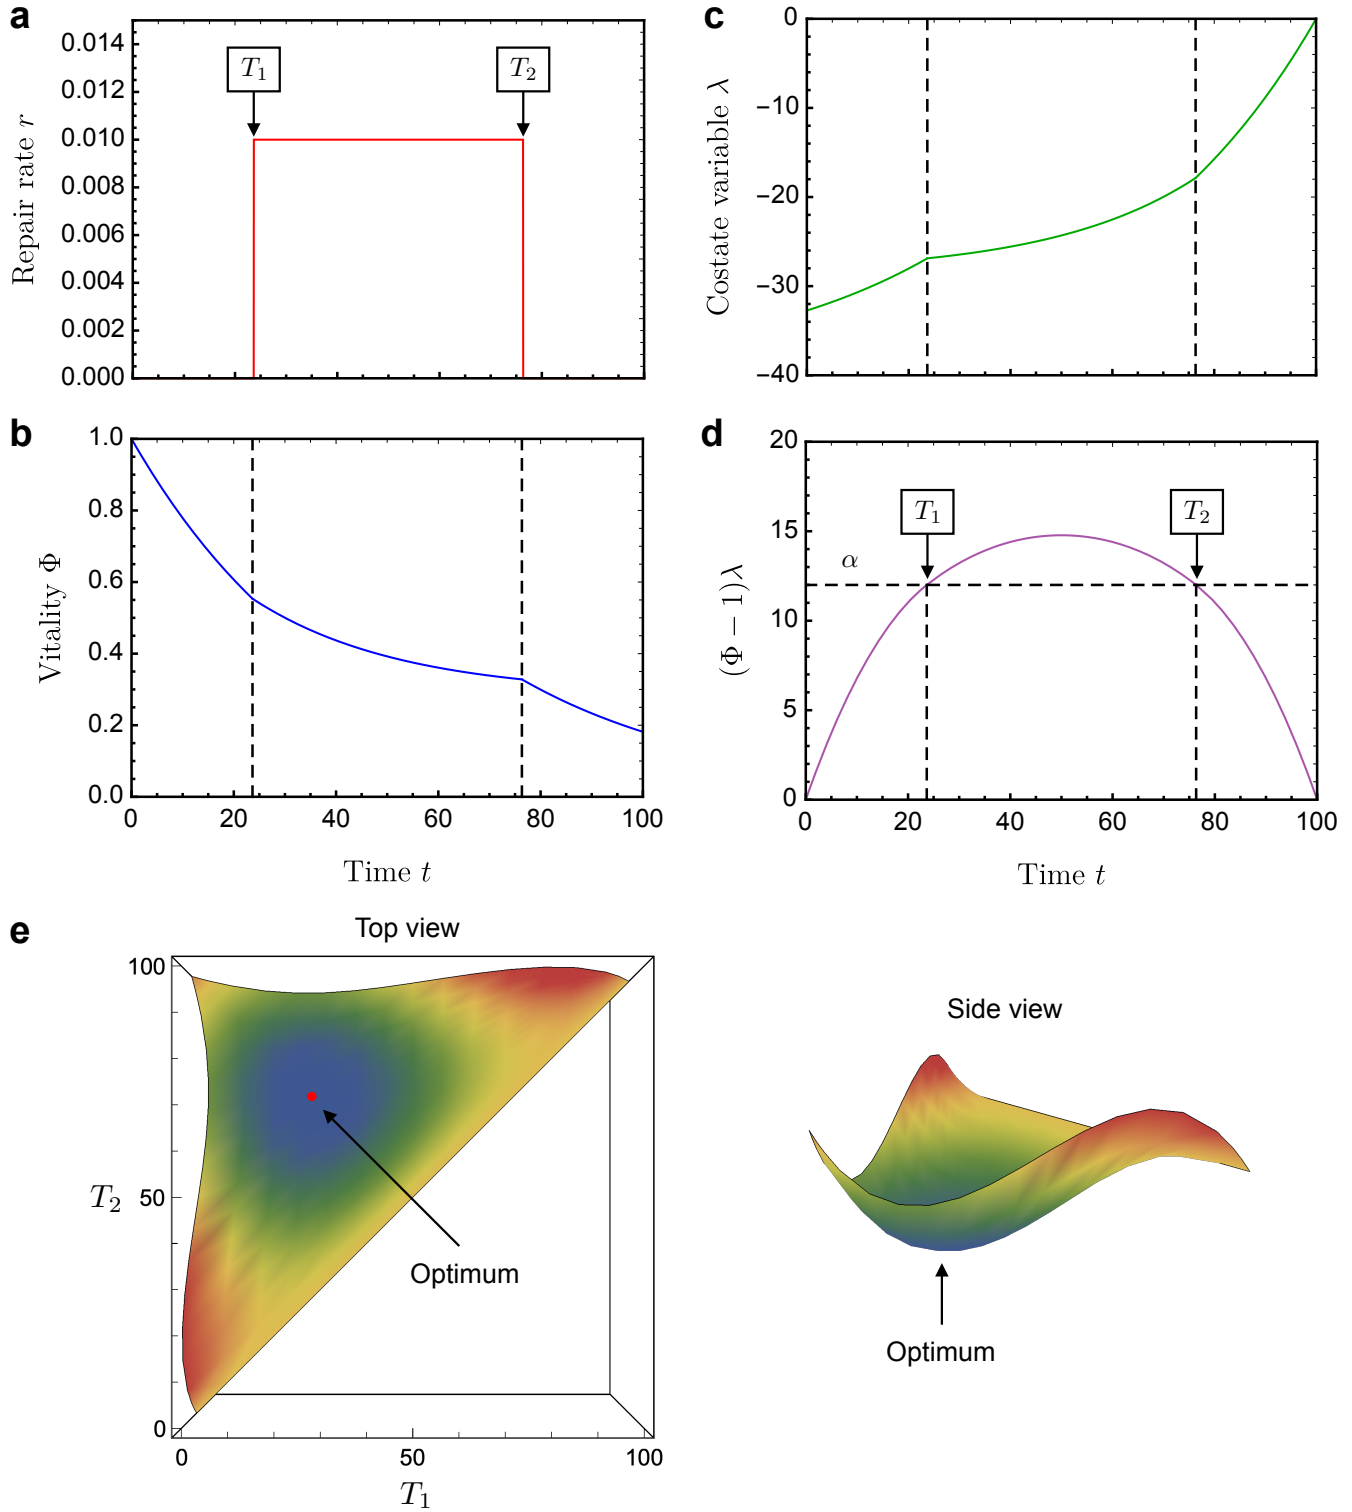 a
0.014
0.012
0.010
0.008
0.006
0.004
0.002
0.000
Repair rate r
T1
T2
c
0
−10
−20
−30
−40
Costate variable λ
b
1.0
0.8
0.6
0.4
0.2
0.0
Vitality Φ
0 20 40 60 80 100
Time t
d
20
15
10
5
0
(Φ − 1)λ
α
T1
T2
0 20 40 60 80 100
Time t
e
Top view
100
50
0
T2
0 50 100
T1
Optimum
Side view
Optimum